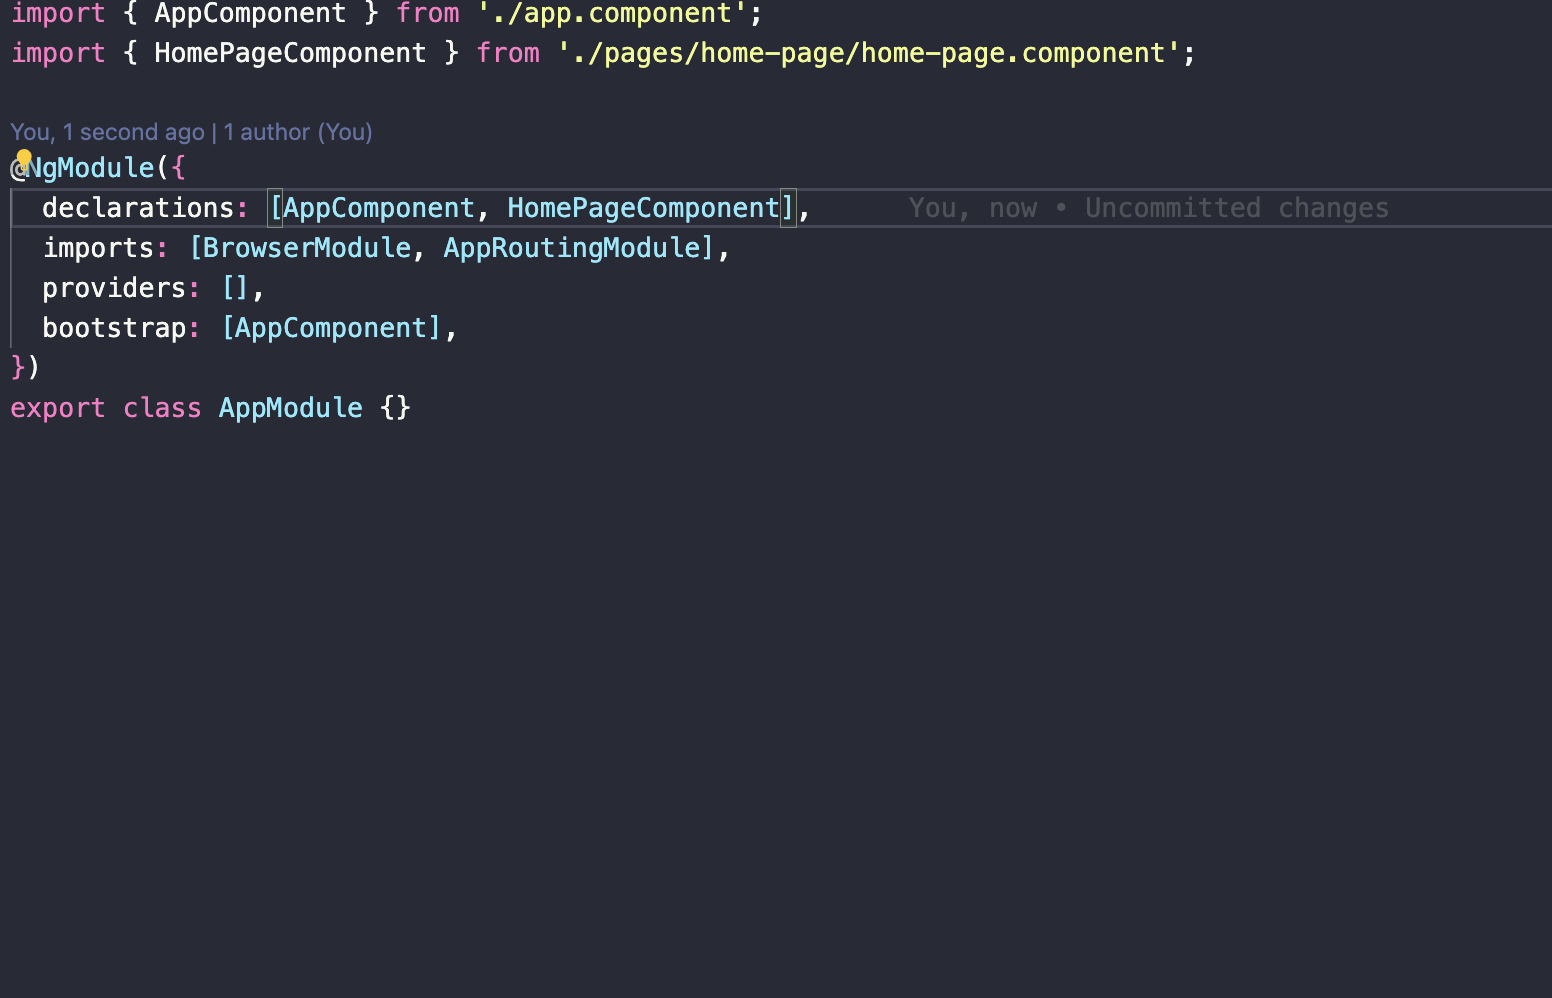 import { AppComponent } from './app.component';
import { HomePageComponent } from './pages/home-page/home-page.component';
You, 1 second ago | 1 author (You)
@NgModule({
  declarations: [AppComponent, HomePageComponent],      You, now • Uncommitted changes
  imports: [BrowserModule, AppRoutingModule],
  providers: [],
  bootstrap: [AppComponent],
})
export class AppModule {}